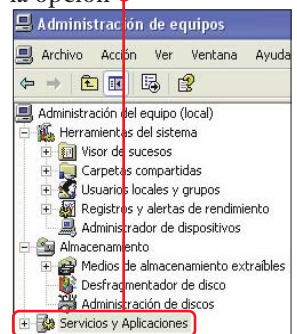 la opción
Administración de equipos
Archivo Acción Ver Ventana Ayuda
Administración del equipo (local)
Herramientas del sistema
Visor de sucesos
Carpetas compartidas
Usuarios locales y grupos
Registros y alertas de rendimiento
Administrador de dispositivos
Almacenamiento
Medios de almacenamiento extraíbles
Desfragmentador de disco
Administración de discos
Servicios y Aplicaciones